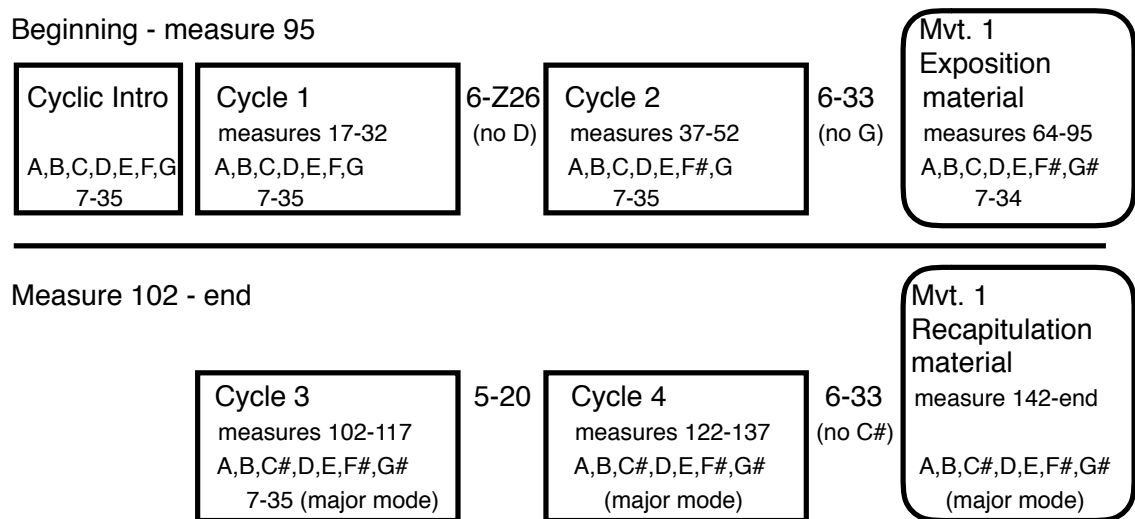 Beginning - measure 95
Cyclic Intro
A,B,C,D,E,F,G
7-35
Cycle 1
measures 17-32
A,B,C,D,E,F,G
7-35
6-Z26
(no D)
Cycle 2
measures 37-52
A,B,C,D,E,F#,G
7-35
6-33
(no G)
Mvt. 1
Exposition
material
measures 64-95
A,B,C,D,E,F#,G#
7-34
Measure 102 - end
Cycle 3
measures 102-117
A,B,C#,D,E,F#,G#
7-35 (major mode)
5-20
Cycle 4
measures 122-137
A,B,C#,D,E,F#,G#
(major mode)
6-33
(no C#)
Mvt. 1
Recapitulation
material
measure 142-end
A,B,C#,D,E,F#,G#
(major mode)